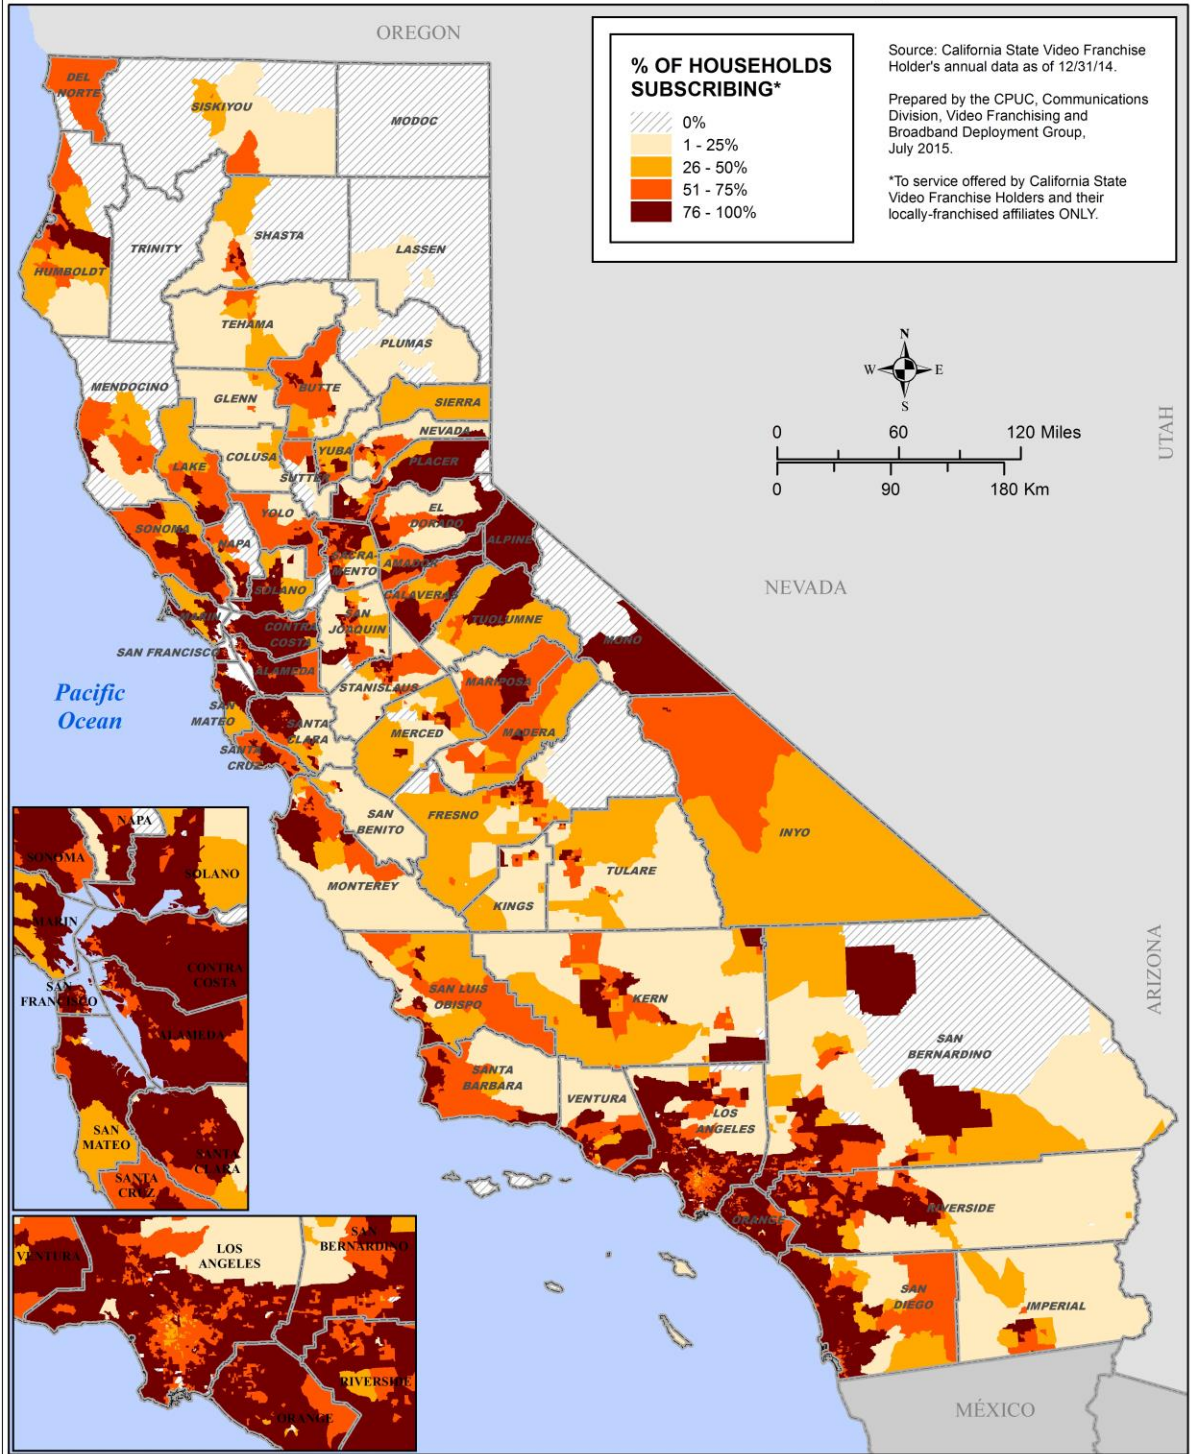 OREGON
% OF HOUSEHOLDS
SUBSCRIBING*
0%
1 - 25%
26 - 50%
51 - 75%
76 - 100%
Source: California State Video Franchise
Holder's annual data as of 12/31/14.
Prepared by the CPUC, Communications
Division, Video Franchising and
Broadband Deployment Group,
July 2015.
*To service offered by California State
Video Franchise Holders and their
locally-franchised affiliates ONLY.
DEL
NORTE
SISKIYOU
MODOC
TRINITY
SHASTA
LASSEN
HUMBOLDT
TEHAMA
PLUMAS
MENDOCINO
GLENN
BUTTE
SIERRA
NEVADA
COLUSA
YUBA
LAKE
SUTTER
PLACER
YOLO
EL
DORADO
SONOMA
NAPA
SACRA-
MENTO
AMADOR
ALPINE
SOLANO
CALAVERAS
MARIN
SAN
JOAQUIN
TUOLUMNE
CONTRA
COSTA
MONO
SAN FRANCISCO
ALAMEDA
STANISLAUS
MARIPOSA
SAN
MATEO
SANTA
CLARA
MERCED
MADERA
SANTA
CRUZ
SAN
BENITO
FRESNO
INYO
MONTEREY
KINGS
TULARE
SAN LUIS
OBISPO
KERN
SAN
BERNARDINO
SANTA
BARBARA
VENTURA
LOS
ANGELES
ORANGE
RIVERSIDE
SAN
DIEGO
IMPERIAL
N
W
E
S
0
60
120 Miles
0
90
180 Km
UTAH
NEVADA
ARIZONA
MÉXICO
Pacific
Ocean
NAPA
SONOMA
SOLANO
MARIN
CONTRA
COSTA
SAN
FRANCISCO
ALAMEDA
SAN
MATEO
SANTA
CLARA
SANTA
CRUZ
VENTURA
LOS
ANGELES
SAN
BERNARDINO
RIVERSIDE
ORANGE